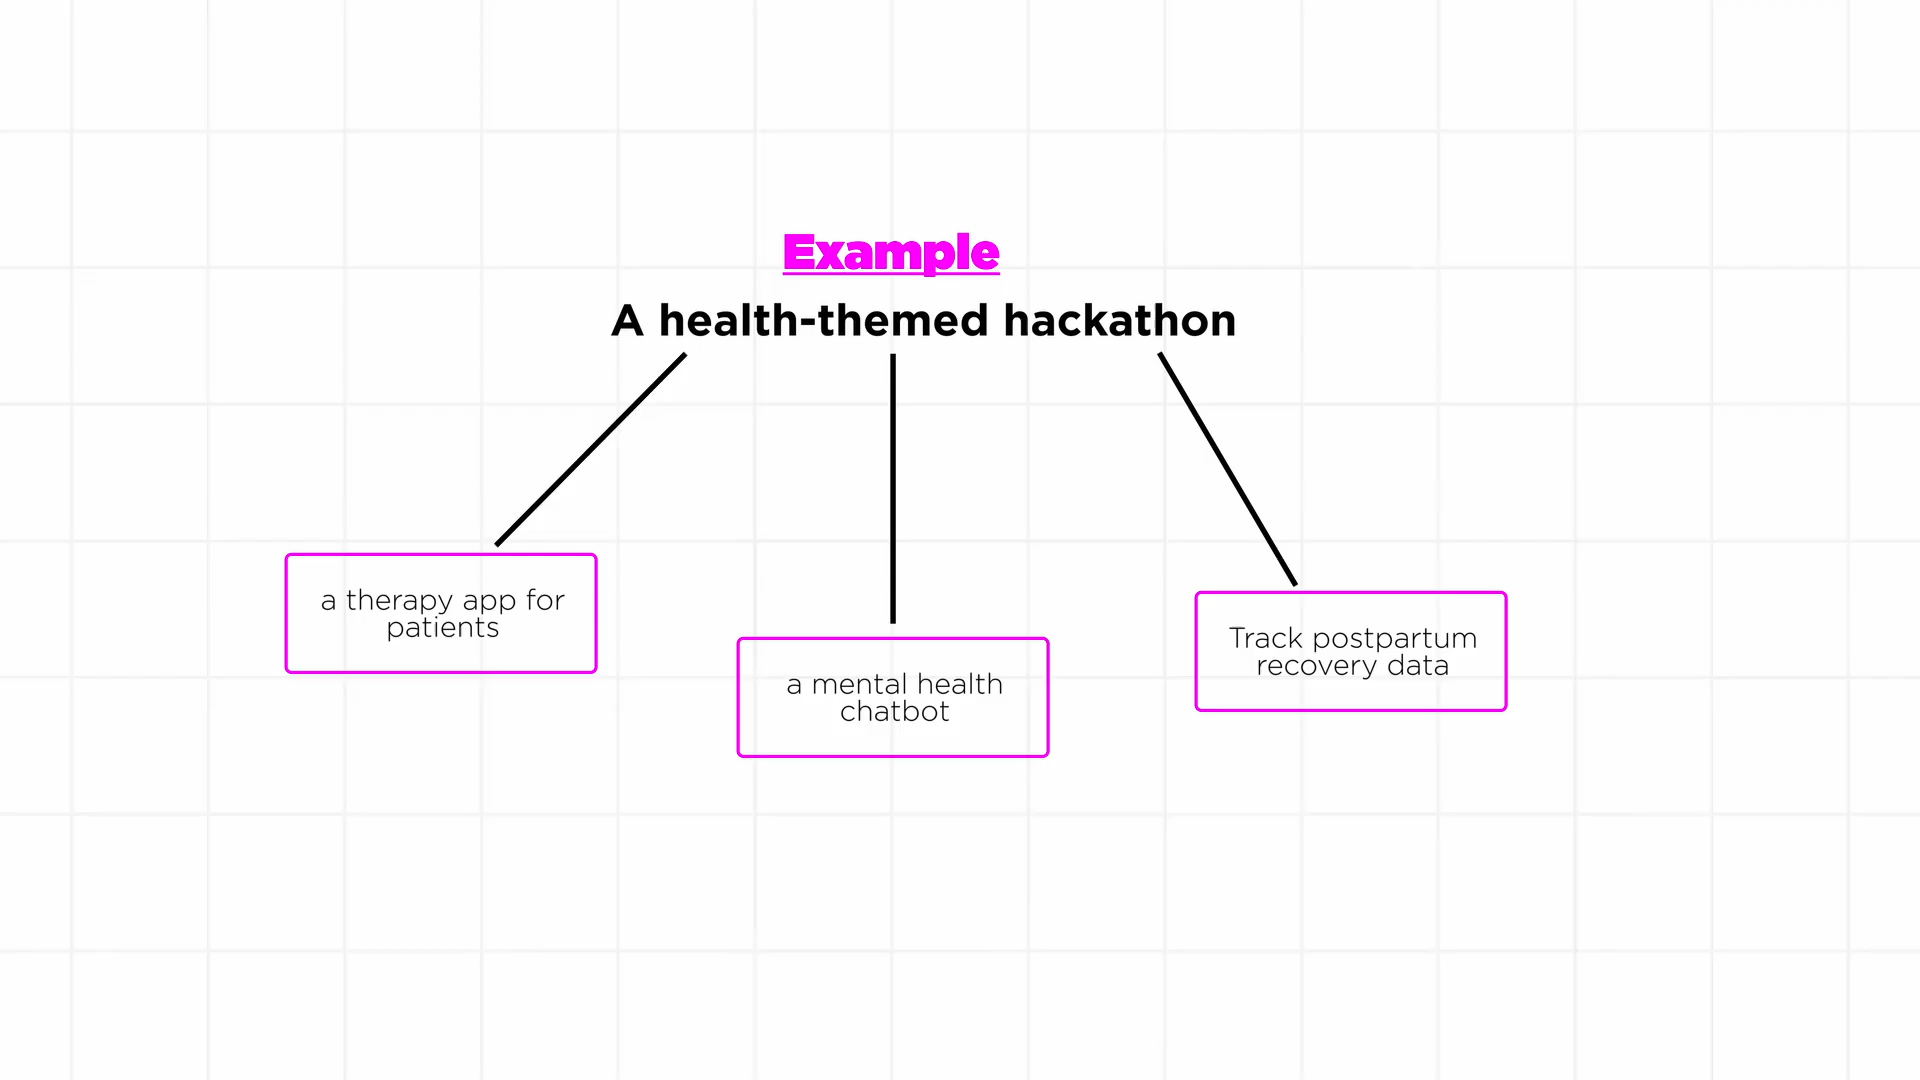 Example
A health-themed hackathon
a therapy app for
patients
a mental health
chatbot
Track postpartum
recovery data